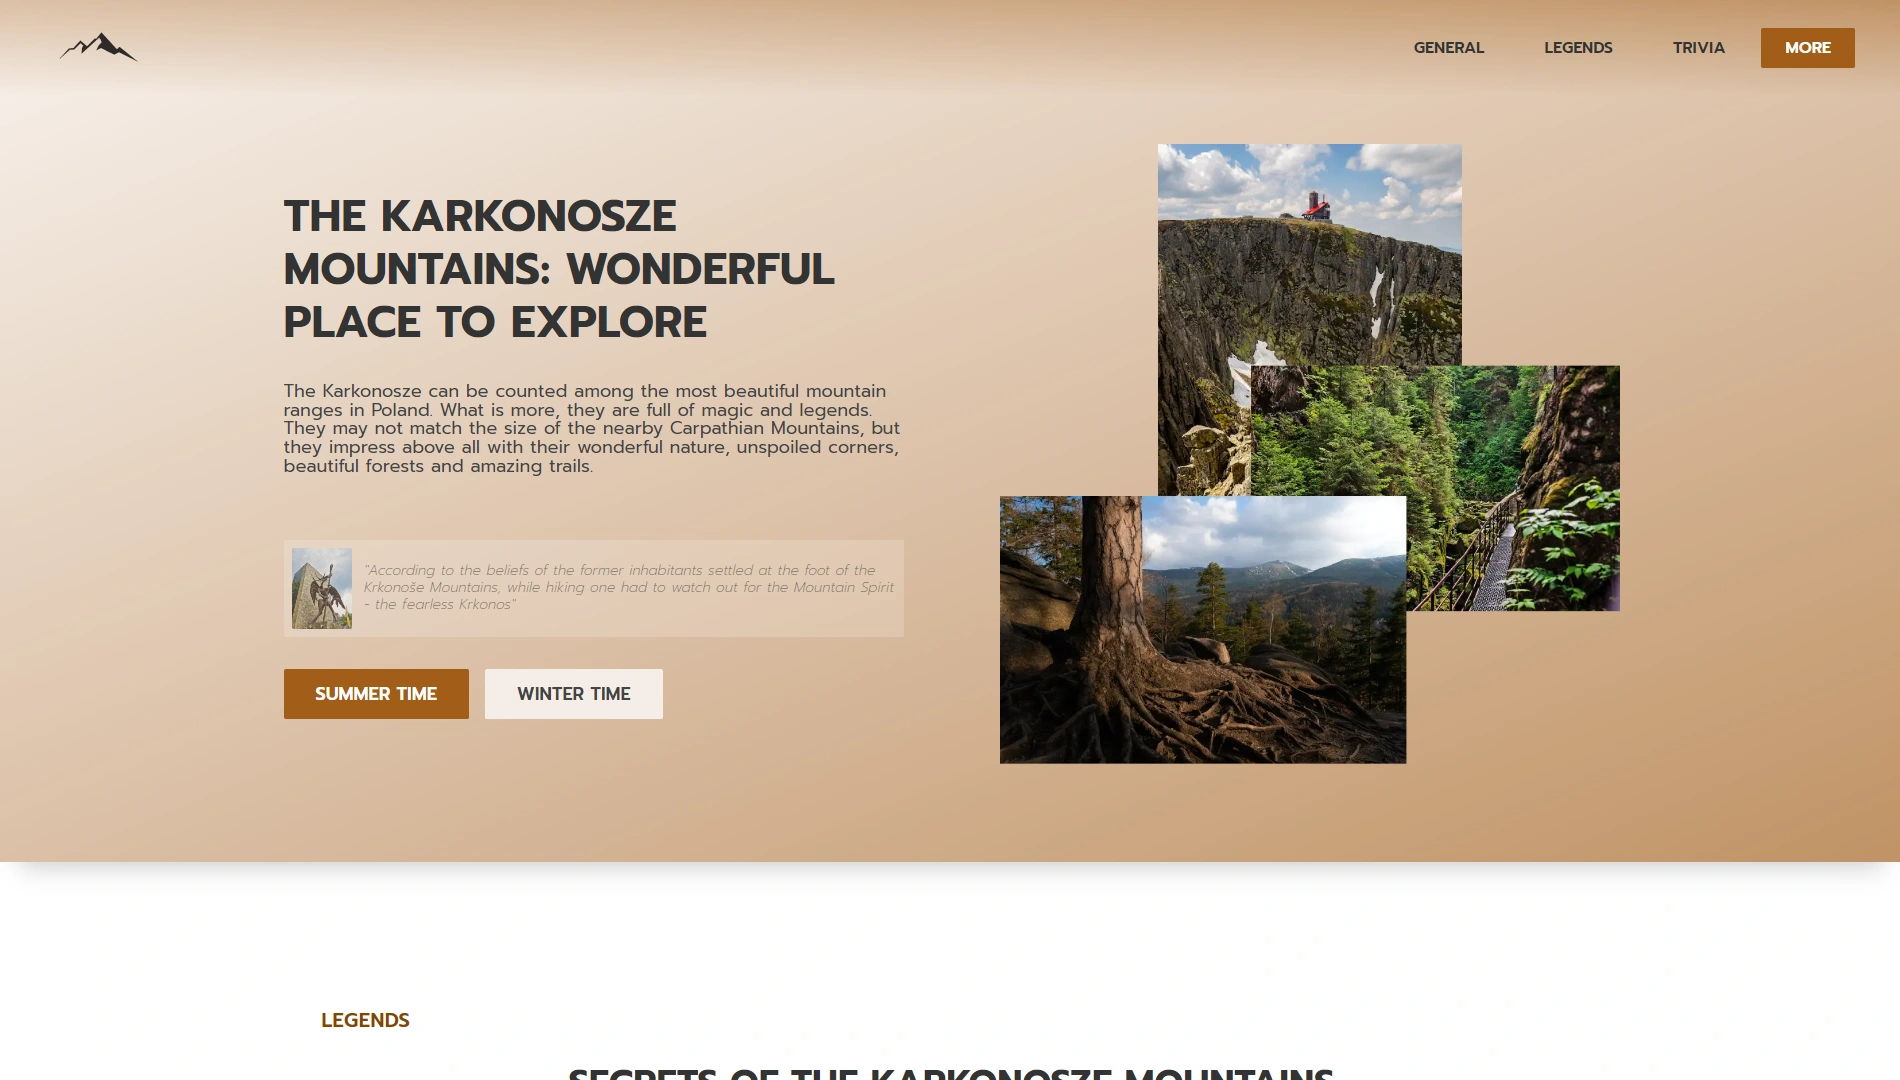 GENERAL
LEGENDS
TRIVIA
MORE
THE KARKONOSZE
MOUNTAINS: WONDERFUL
PLACE TO EXPLORE
The Karkonosze can be counted among the most beautiful mountain
ranges in Poland. What is more, they are full of magic and legends.
They may not match the size of the nearby Carpathian Mountains, but
they impress above all with their wonderful nature, unspoiled corners,
beautiful forests and amazing trails.
"According to the beliefs of the former inhabitants settled at the foot of the
Krkonoše Mountains, while hiking one had to watch out for the Mountain Spirit
- the fearless Krkonos"
SUMMER TIME
WINTER TIME
LEGENDS
SECRETS OF THE KARKONOSZE MOUNTAINS